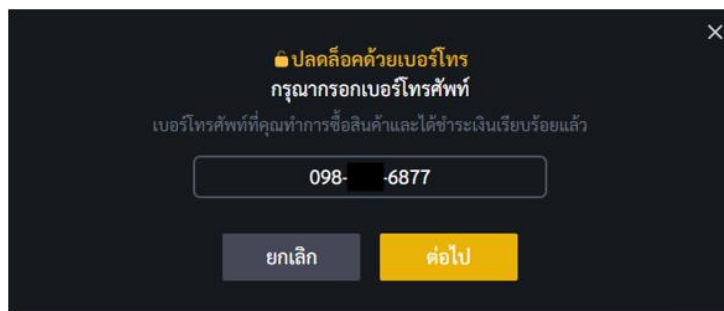 ปลดล็อคด้วยเบอร์โทร
กรุณากรอกเบอร์โทรศัพท์
เบอร์โทรศัพท์ที่คุณทำการซื้อสินค้าและได้ชำระเงินเรียบร้อยแล้ว
098- -6877
ยกเลิก ต่อไป